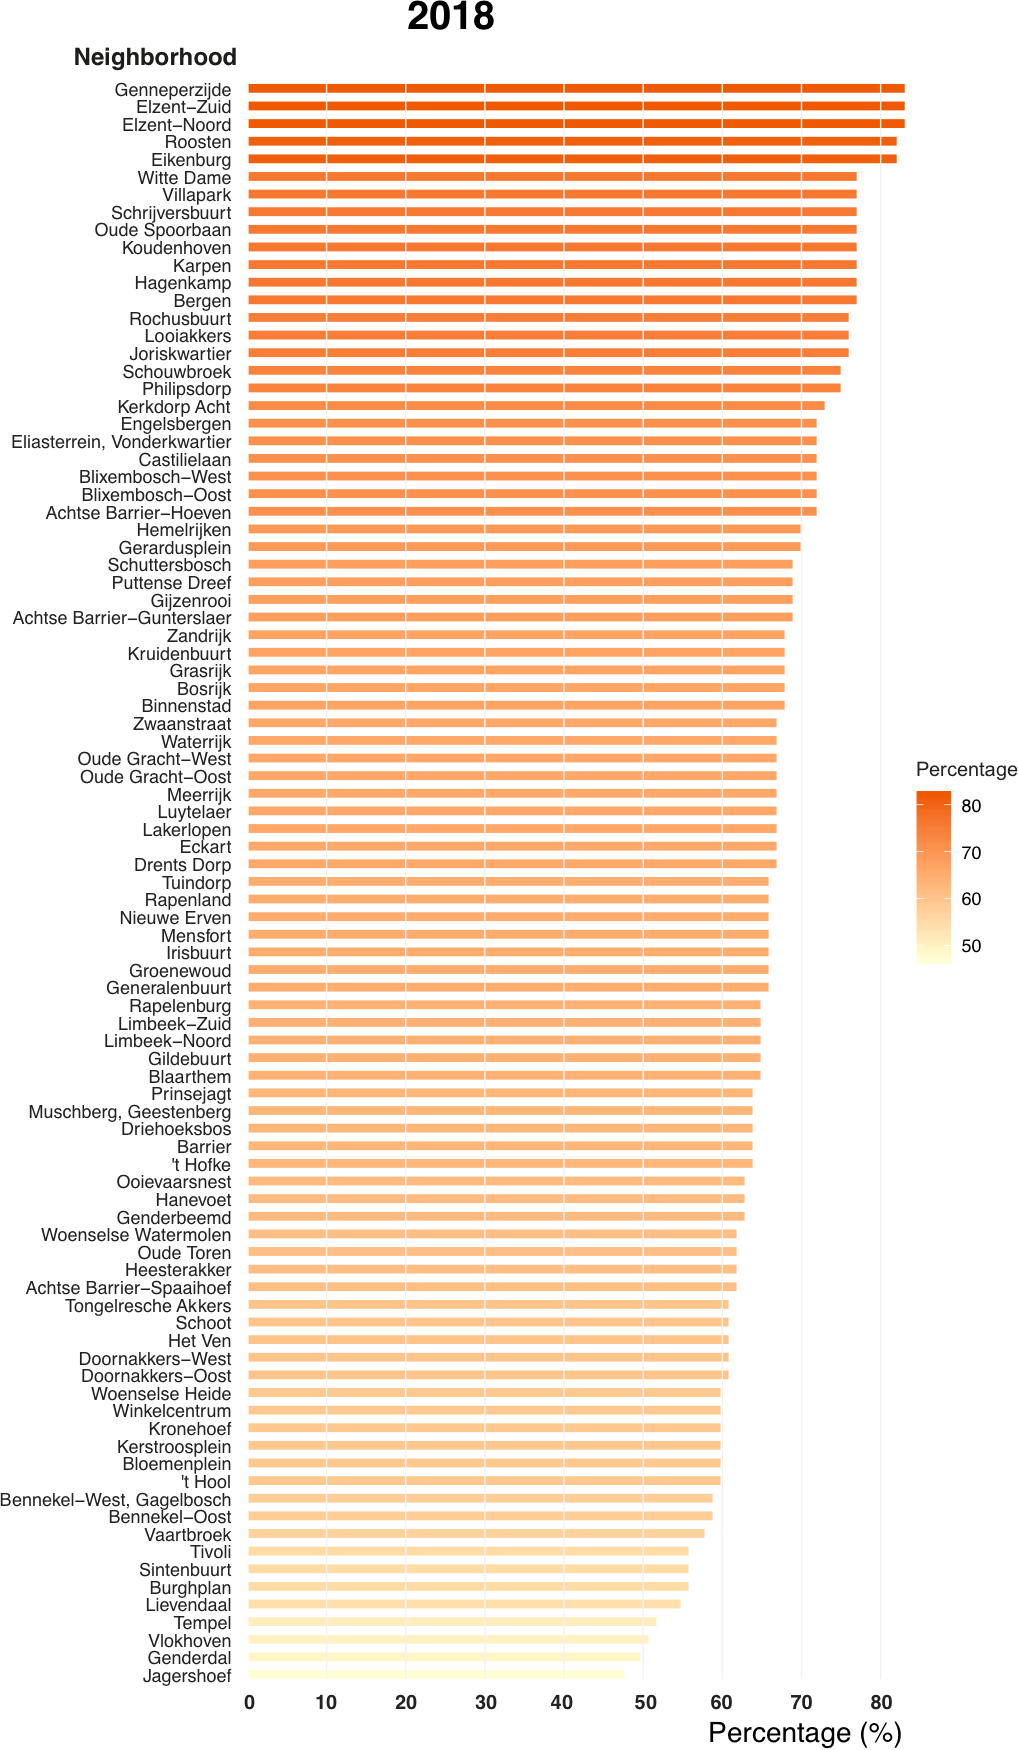 2018
Neighborhood
Genneperzijde
Elzent−Zuid
Elzent−Noord
Roosten
Eikenburg
Witte Dame
Villapark
Schrijversbuurt
Oude Spoorbaan
Koudenhoven
Karpen
Hagenkamp
Bergen
Rochusbuurt
Looiakkers
Joriskwartier
Schouwbroek
Philipsdorp
Kerkdorp Acht
Engelsbergen
Eliasterrein, Vonderkwartier
Castilielaan
Blixembosch−West
Blixembosch−Oost
Achtse Barrier−Hoeven
Hemelrijken
Gerardusplein
Schuttersbosch
Puttense Dreef
Gijzenrooi
Achtse Barrier−Gunterslaer
Zandrijk
Kruidenbuurt
Grasrijk
Bosrijk
Binnenstad
Zwaanstraat
Waterrijk
Oude Gracht−West
Oude Gracht−Oost
Meerrijk
Luytelaer
Lakerlopen
Eckart
Drents Dorp
Tuindorp
Rapenland
Nieuwe Erven
Mensfort
Irisbuurt
Groenewoud
Generalenbuurt
Rapelenburg
Limbeek−Zuid
Limbeek−Noord
Gildebuurt
Blaarthem
Prinsejagt
Muschberg, Geestenberg
Driehoeksbos
Barrier
't Hofke
Ooievaarsnest
Hanevoet
Genderbeemd
Woenselse Watermolen
Oude Toren
Heesterakker
Achtse Barrier−Spaaihoef
Tongelresche Akkers
Schoot
Het Ven
Doornakkers−West
Doornakkers−Oost
Woenselse Heide
Winkelcentrum
Kronehoef
Kerstroosplein
Bloemenplein
't Hool
Bennekel−West, Gagelbosch
Bennekel−Oost
Vaartbroek
Tivoli
Sintenbuurt
Burghplan
Lievendaal
Tempel
Vlokhoven
Genderdal
Jagershoef
0 10 20 30 40 50 60 70 80
Percentage (%)
Percentage
80
70
60
50